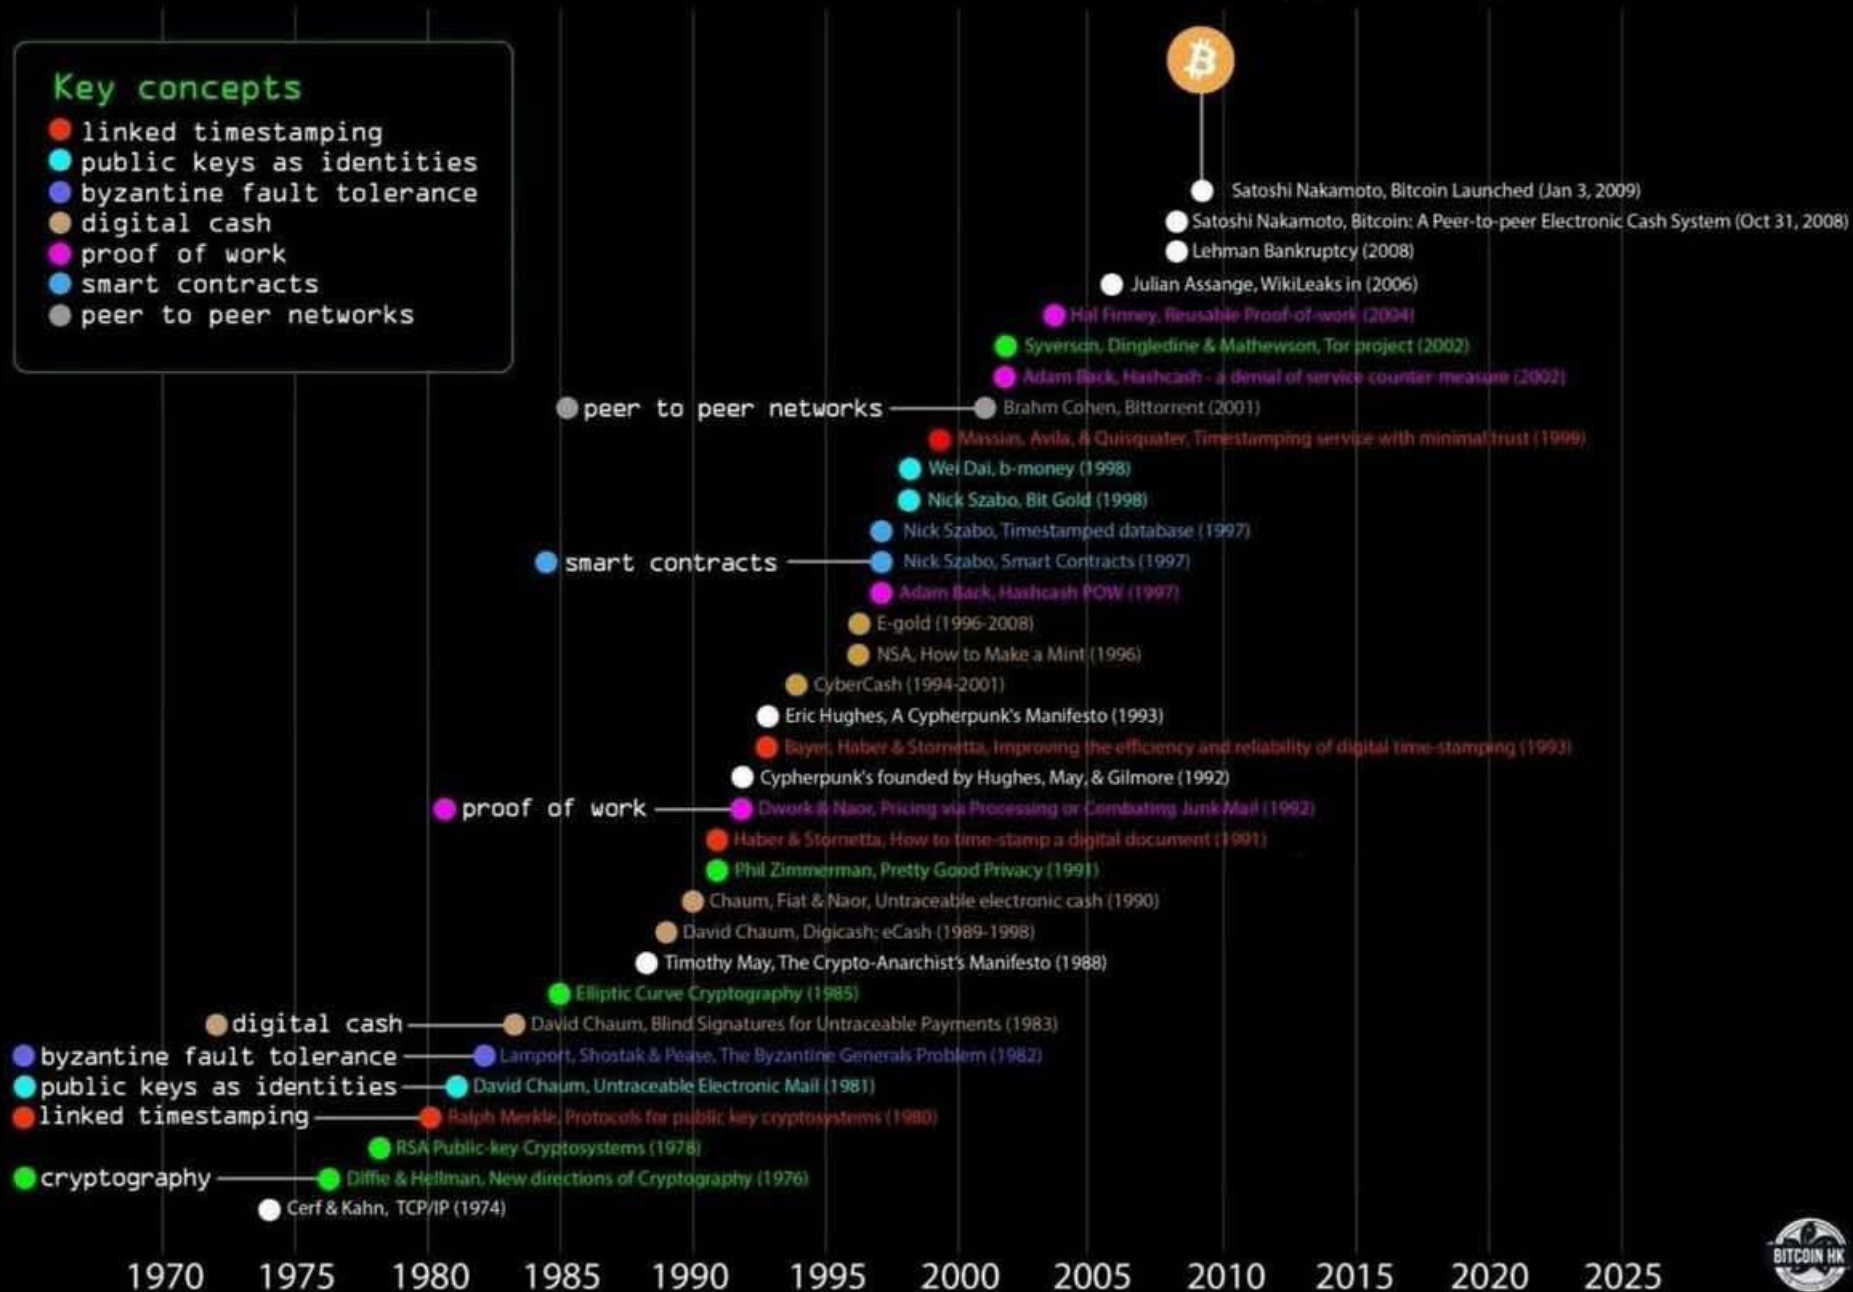 Key concepts
linked timestamping
public keys as identities
byzantine fault tolerance
digital cash
proof of work
smart contracts
peer to peer networks
Satoshi Nakamoto, Bitcoin Launched (Jan 3, 2009)
Satoshi Nakamoto, Bitcoin: A Peer-to-peer Electronic Cash System (Oct 31, 2008)
Lehman Bankruptcy (2008)
Julian Assange, WikiLeaks in (2006)
Hal Finney, Reusable Proof-of-work (2004)
Syverson, Dingledine & Mathewson, Tor project (2002)
Adam Back, Hashcash - a denial of service counter measure (2002)
peer to peer networks Brahm Cohen, Bittorrent (2001)
Massias, Avila, & Quisquater, Timestamping service with minimal trust (1999)
Wei Dai, b-money (1998)
Nick Szabo, Bit Gold (1998)
Nick Szabo, Timestamped database (1997)
smart contracts Nick Szabo, Smart Contracts (1997)
Adam Back, Hashcash POW (1997)
E-gold (1996-2008)
NSA, How to Make a Mint (1996)
CyberCash (1994-2001)
Eric Hughes, A Cypherpunk's Manifesto (1993)
Bayer, Haber & Stornetta, Improving the efficiency and reliability of digital time-stamping (1993)
Cypherpunk's founded by Hughes, May, & Gilmore (1992)
proof of work Dwork & Naor, Pricing via Processing or Combating Junk Mail (1992)
Haber & Stornetta, How to time-stamp a digital document (1991)
Phil Zimmerman, Pretty Good Privacy (1991)
Chaum, Fiat & Naor, Untraceable electronic cash (1990)
David Chaum, Digicash; eCash (1989-1998)
Timothy May, The Crypto-Anarchist's Manifesto (1988)
Elliptic Curve Cryptography (1985)
digital cash David Chaum, Blind Signatures for Untraceable Payments (1983)
byzantine fault tolerance Lamport, Shostak & Pease, The Byzantine Generals Problem (1982)
public keys as identities David Chaum, Untraceable Electronic Mail (1981)
linked timestamping Ralph Merkle, Protocols for public key cryptosystems (1980)
RSA Public-key Cryptosystems (1978)
cryptography Diffie & Hellman, New directions of Cryptography (1976)
Cerf & Kahn, TCP/IP (1974)
BITCOIN HK
1970 1975 1980 1985 1990 1995 2000 2005 2010 2015 2020 2025